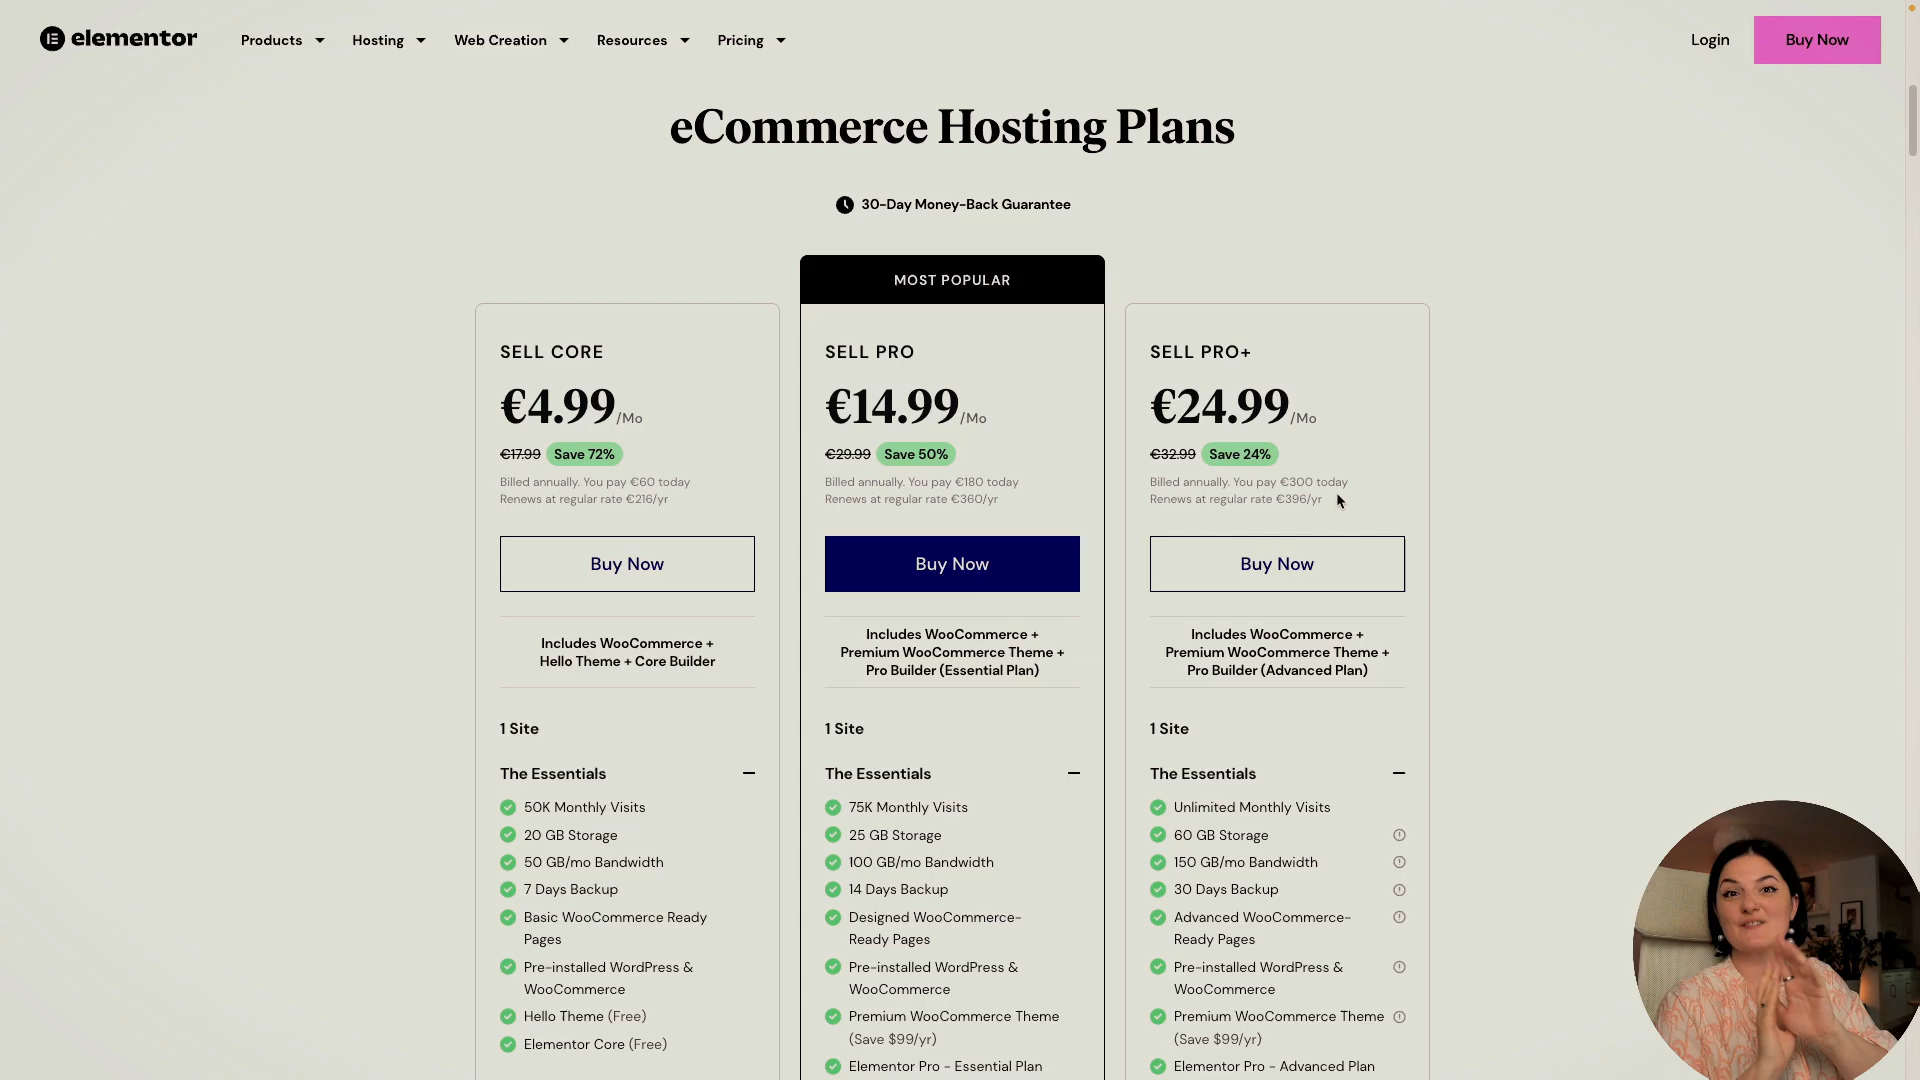 elementor
Products
Hosting
Web Creation
Resources
Pricing
Login
Buy Now
eCommerce Hosting Plans
30-Day Money-Back Guarantee
MOST POPULAR
SELL CORE
€4.99/Mo
€17.99 Save 72%
Billed annually. You pay €60 today
Renews at regular rate €216/yr
Buy Now
Includes WooCommerce +
Hello Theme + Core Builder
1 Site
The Essentials
50K Monthly Visits
20 GB Storage
50 GB/mo Bandwidth
7 Days Backup
Basic WooCommerce Ready
Pages
Pre-installed WordPress &
WooCommerce
Hello Theme (Free)
Elementor Core (Free)
SELL PRO
€14.99/Mo
€29.99 Save 50%
Billed annually. You pay €180 today
Renews at regular rate €360/yr
Buy Now
Includes WooCommerce +
Premium WooCommerce Theme +
Pro Builder (Essential Plan)
1 Site
The Essentials
75K Monthly Visits
25 GB Storage
100 GB/mo Bandwidth
14 Days Backup
Designed WooCommerce-
Ready Pages
Pre-installed WordPress &
WooCommerce
Premium WooCommerce Theme
(Save $99/yr)
Elementor Pro - Essential Plan
SELL PRO+
€24.99/Mo
€32.99 Save 24%
Billed annually. You pay €300 today
Renews at regular rate €396/yr
Buy Now
Includes WooCommerce +
Premium WooCommerce Theme +
Pro Builder (Advanced Plan)
1 Site
The Essentials
Unlimited Monthly Visits
60 GB Storage
150 GB/mo Bandwidth
30 Days Backup
Advanced WooCommerce-
Ready Pages
Pre-installed WordPress &
WooCommerce
Premium WooCommerce Theme
(Save $99/yr)
Elementor Pro - Advanced Plan